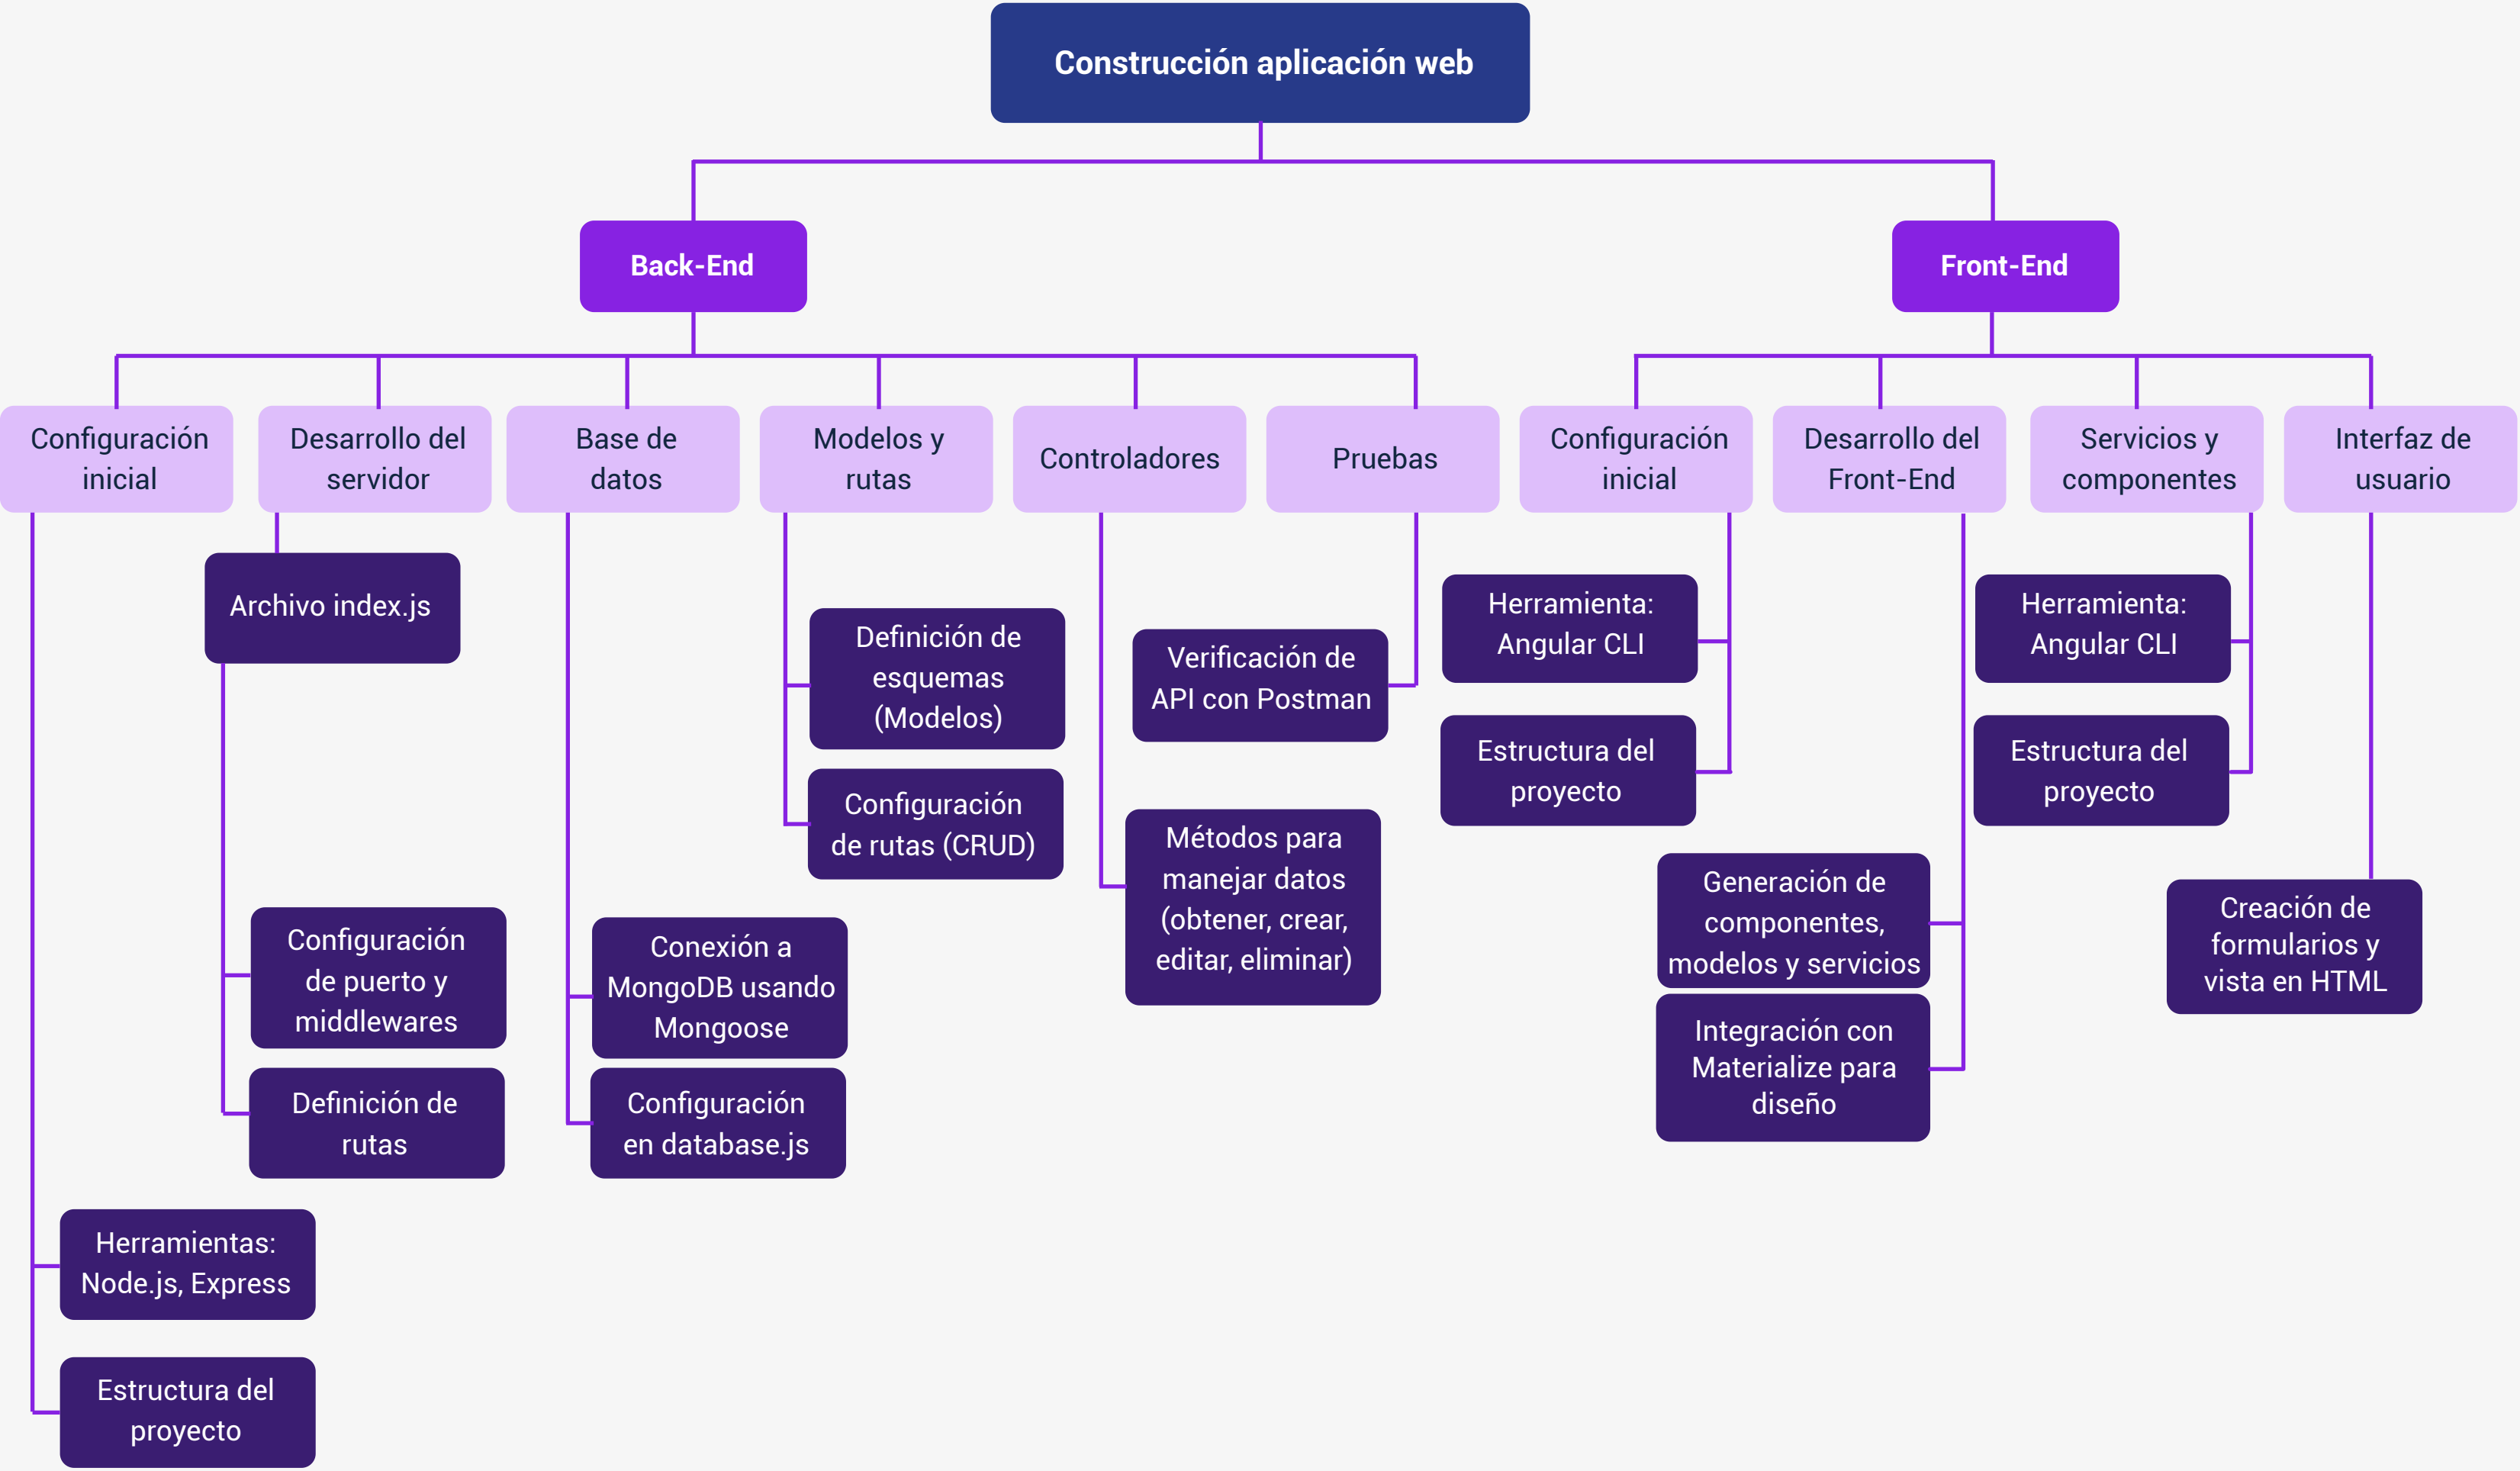 Construcción aplicación web
Back-End
Front-End
Configuración
inicial
Desarrollo del
servidor
Base de
datos
Modelos y
rutas
Controladores
Pruebas
Configuración
inicial
Desarrollo del
Front-End
Servicios y
componentes
Interfaz de
usuario
Archivo index.js
Definición de
esquemas
(Modelos)
Verificación de
API con Postman
Herramienta:
Angular CLI
Herramienta:
Angular CLI
Estructura del
proyecto
Estructura del
proyecto
Configuración
de rutas (CRUD)
Métodos para
manejar datos
(obtener, crear,
editar, eliminar)
Generación de
componentes,
modelos y servicios
Creación de
formularios y
vista en HTML
Configuración
de puerto y
middlewares
Conexión a
MongoDB usando
Mongoose
Integración con
Materialize para
diseño
Definición de
rutas
Configuración
en database.js
Herramientas:
Node.js, Express
Estructura del
proyecto